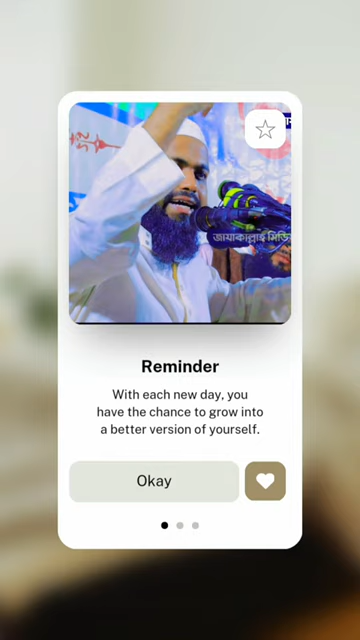 জাযাকাল্লাহ মিডি
Reminder
With each new day, you
have the chance to grow into
a better version of yourself.
Okay